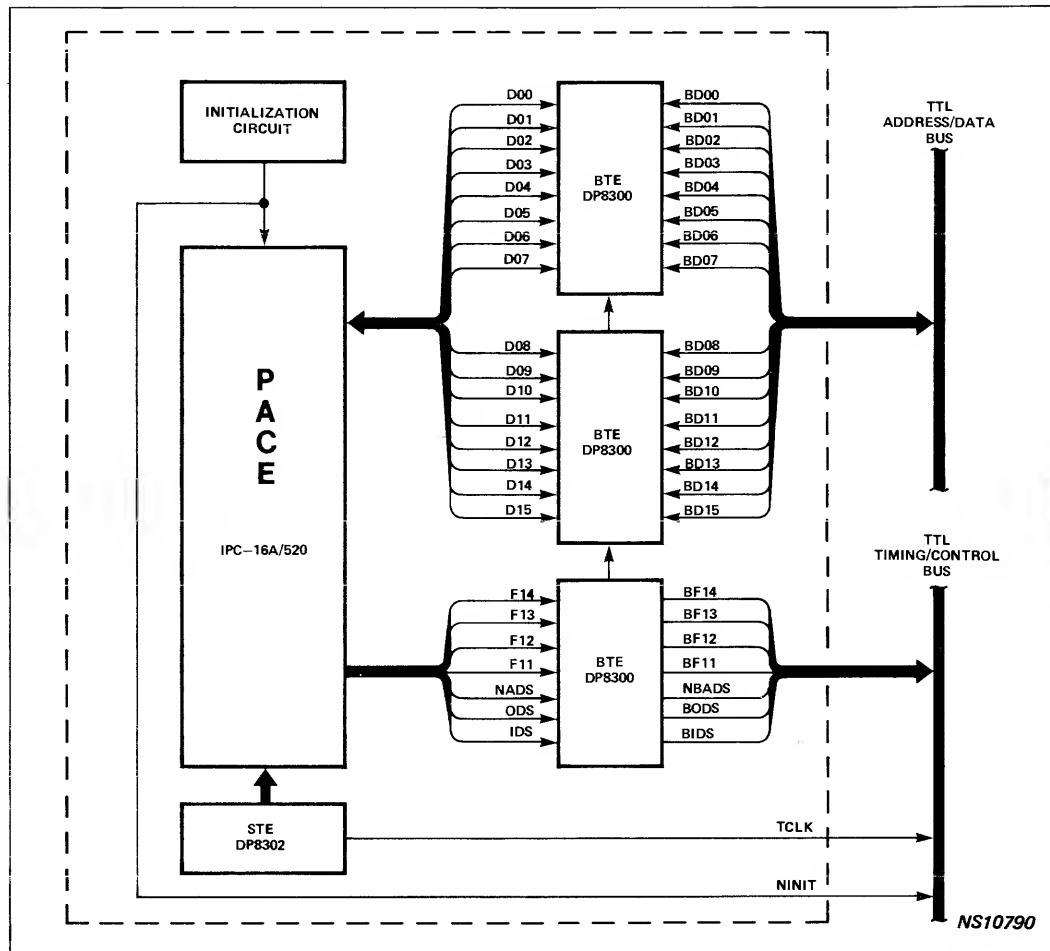 INITIALIZATION
CIRCUIT
PACE
IPC-16A/520
STE
DP8302
D00
D01
D02
D03
D04
D05
D06
D07
BTE
DP8300
BD00
BD01
BD02
BD03
BD04
BD05
BD06
BD07
TTL
ADDRESS/DATA
BUS
D08
D09
D10
D11
D12
D13
D14
D15
BTE
DP8300
BD08
BD09
BD10
BD11
BD12
BD13
BD14
BD15
TTL
TIMING/CONTROL
BUS
F14
F13
F12
F11
NADS
ODS
IDS
BTE
DP8300
BF14
BF13
BF12
BF11
NBADS
BODS
BIDS
TCLK
NINIT
NS10790